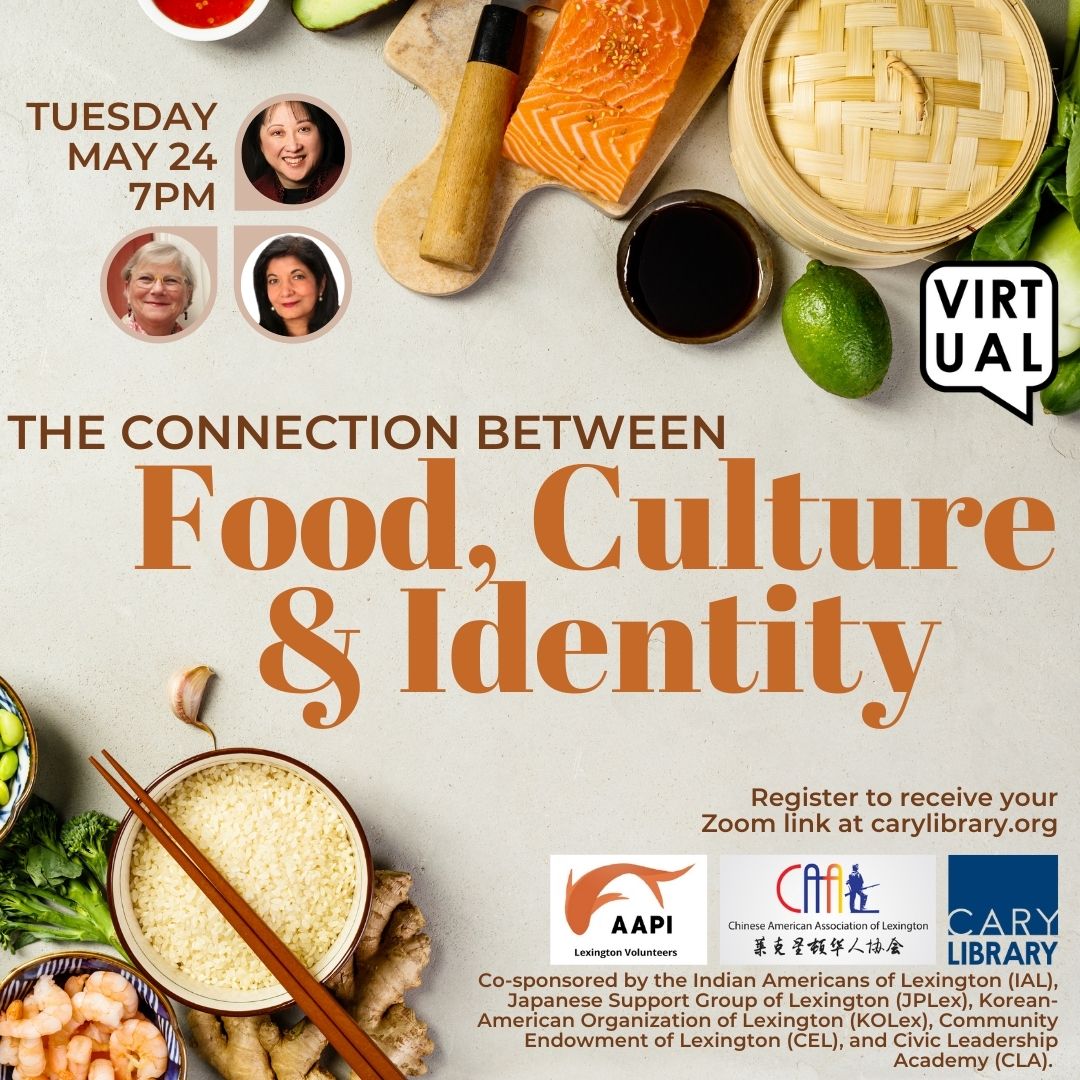 TUESDAY
MAY 24
7PM
VIRT
UAL
THE CONNECTION BETWEEN
Food, Culture
& Identity
Register to receive your
Zoom link at carylibrary.org
AAPI
Lexington Volunteers
CAAL
Chinese American Association of Lexington
莱克星顿华人协会
CARY
LIBRARY
Co-sponsored by the Indian Americans of Lexington (IAL),
Japanese Support Group of Lexington (JPLex), Korean-
American Organization of Lexington (KOLex), Community
Endowment of Lexington (CEL), and Civic Leadership
Academy (CLA).